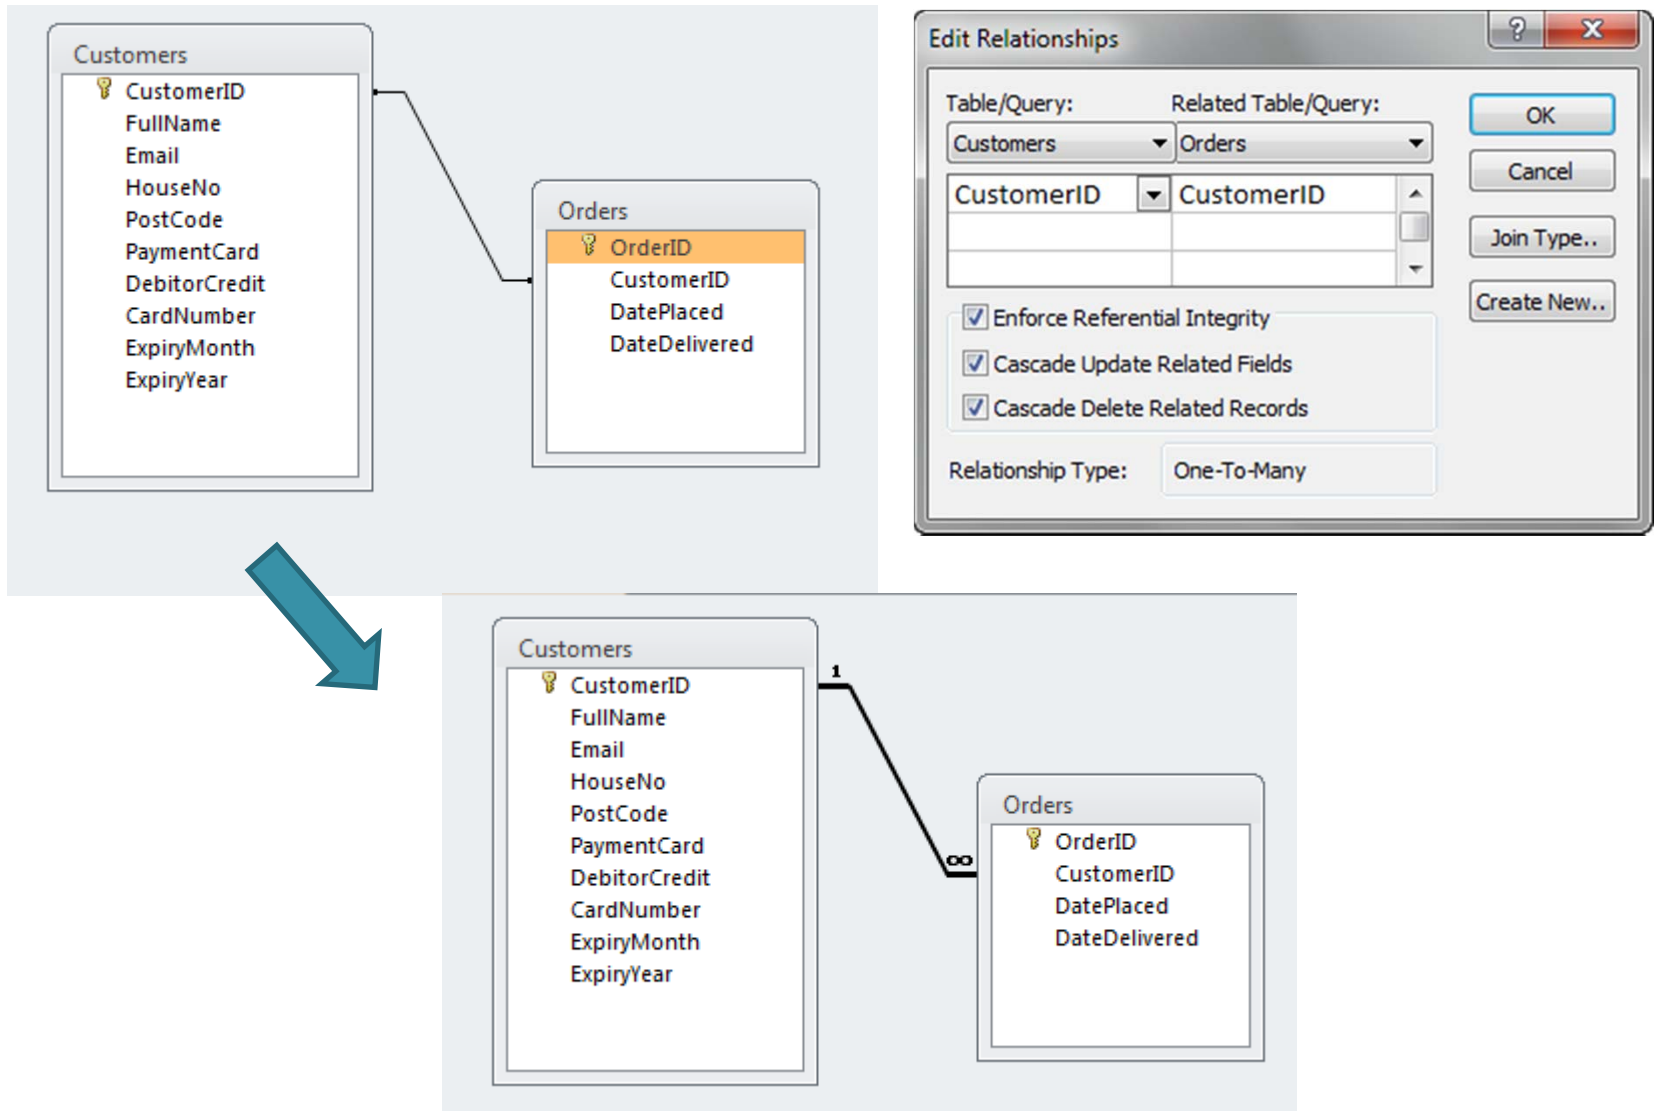 Customers
CustomerID
FullName
Email
HouseNo
PostCode
PaymentCard
DebitorCredit
CardNumber
ExpiryMonth
ExpiryYear
Orders
OrderID
CustomerID
DatePlaced
DateDelivered
Edit Relationships
?
Table/Query: Related Table/Query:
Customers Orders
CustomerID CustomerID
Enforce Referential Integrity
Cascade Update Related Fields
Cascade Delete Related Records
Relationship Type: One-To-Many
OK
Cancel
Join Type..
Create New..
Customers
CustomerID
FullName
Email
HouseNo
PostCode
PaymentCard
DebitorCredit
CardNumber
ExpiryMonth
ExpiryYear
1
∞
Orders
OrderID
CustomerID
DatePlaced
DateDelivered